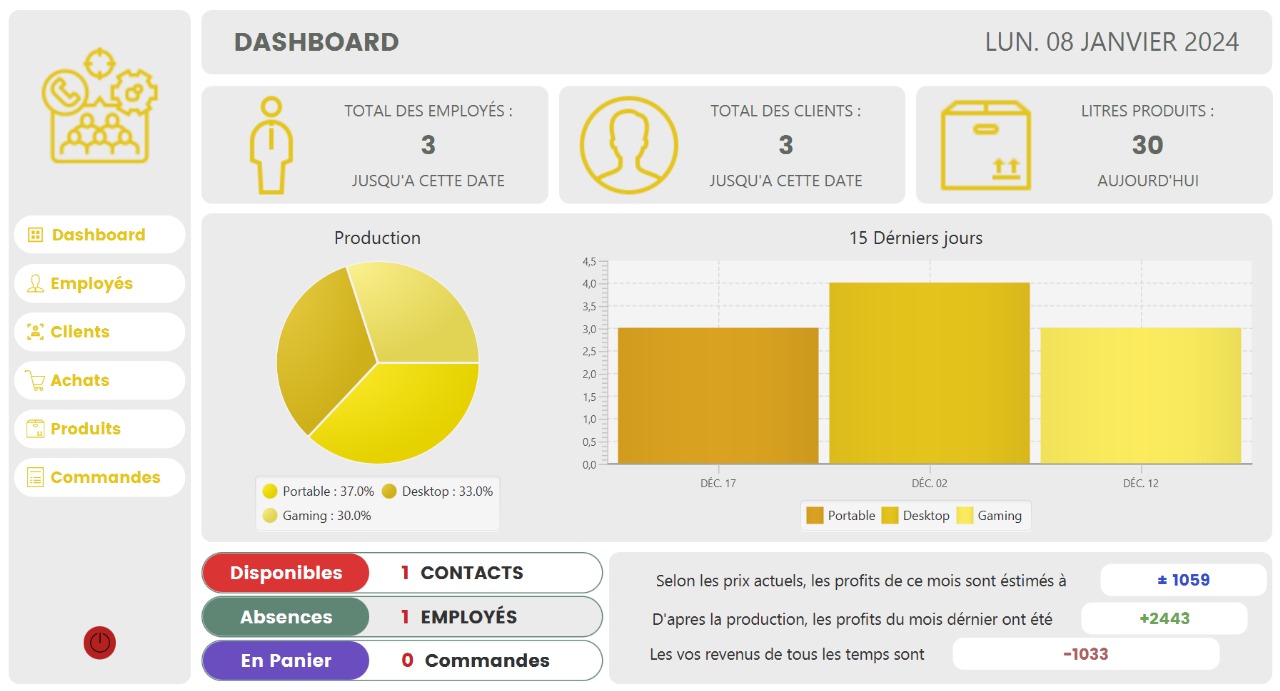 DASHBOARD
LUN. 08 JANVIER 2024
TOTAL DES EMPLOYÉS :
3
JUSQU'A CETTE DATE
TOTAL DES CLIENTS :
3
JUSQU'A CETTE DATE
LITRES PRODUITS :
30
AUJOURD'HUI
Dashboard
Employés
Clients
Achats
Produits
Commandes
Production
Portable : 37.0% Desktop : 33.0%
Gaming : 30.0%
15 Dérniers jours
4,5
4,0
3,5
3,0
2,5
2,0
1,5
1,0
0,5
0,0
DÉC. 17 DÉC. 02 DÉC. 12
Portable Desktop Gaming
Disponibles 1 CONTACTS
Absences 1 EMPLOYÉS
En Panier 0 Commandes
Selon les prix actuels, les profits de ce mois sont éstimés à ± 1059
D'apres la production, les profits du mois dérnier ont été +2443
Les vos revenus de tous les temps sont -1033